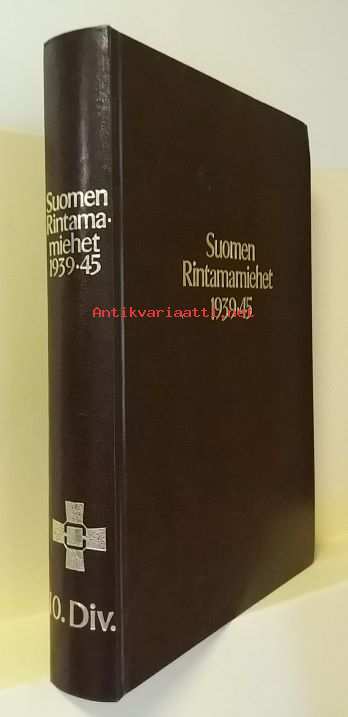 Suomen
Rintama-
miehet
1939-45
10. Div.
Suomen
Rintamamiehet
1939-45
Antikvariaatti.net